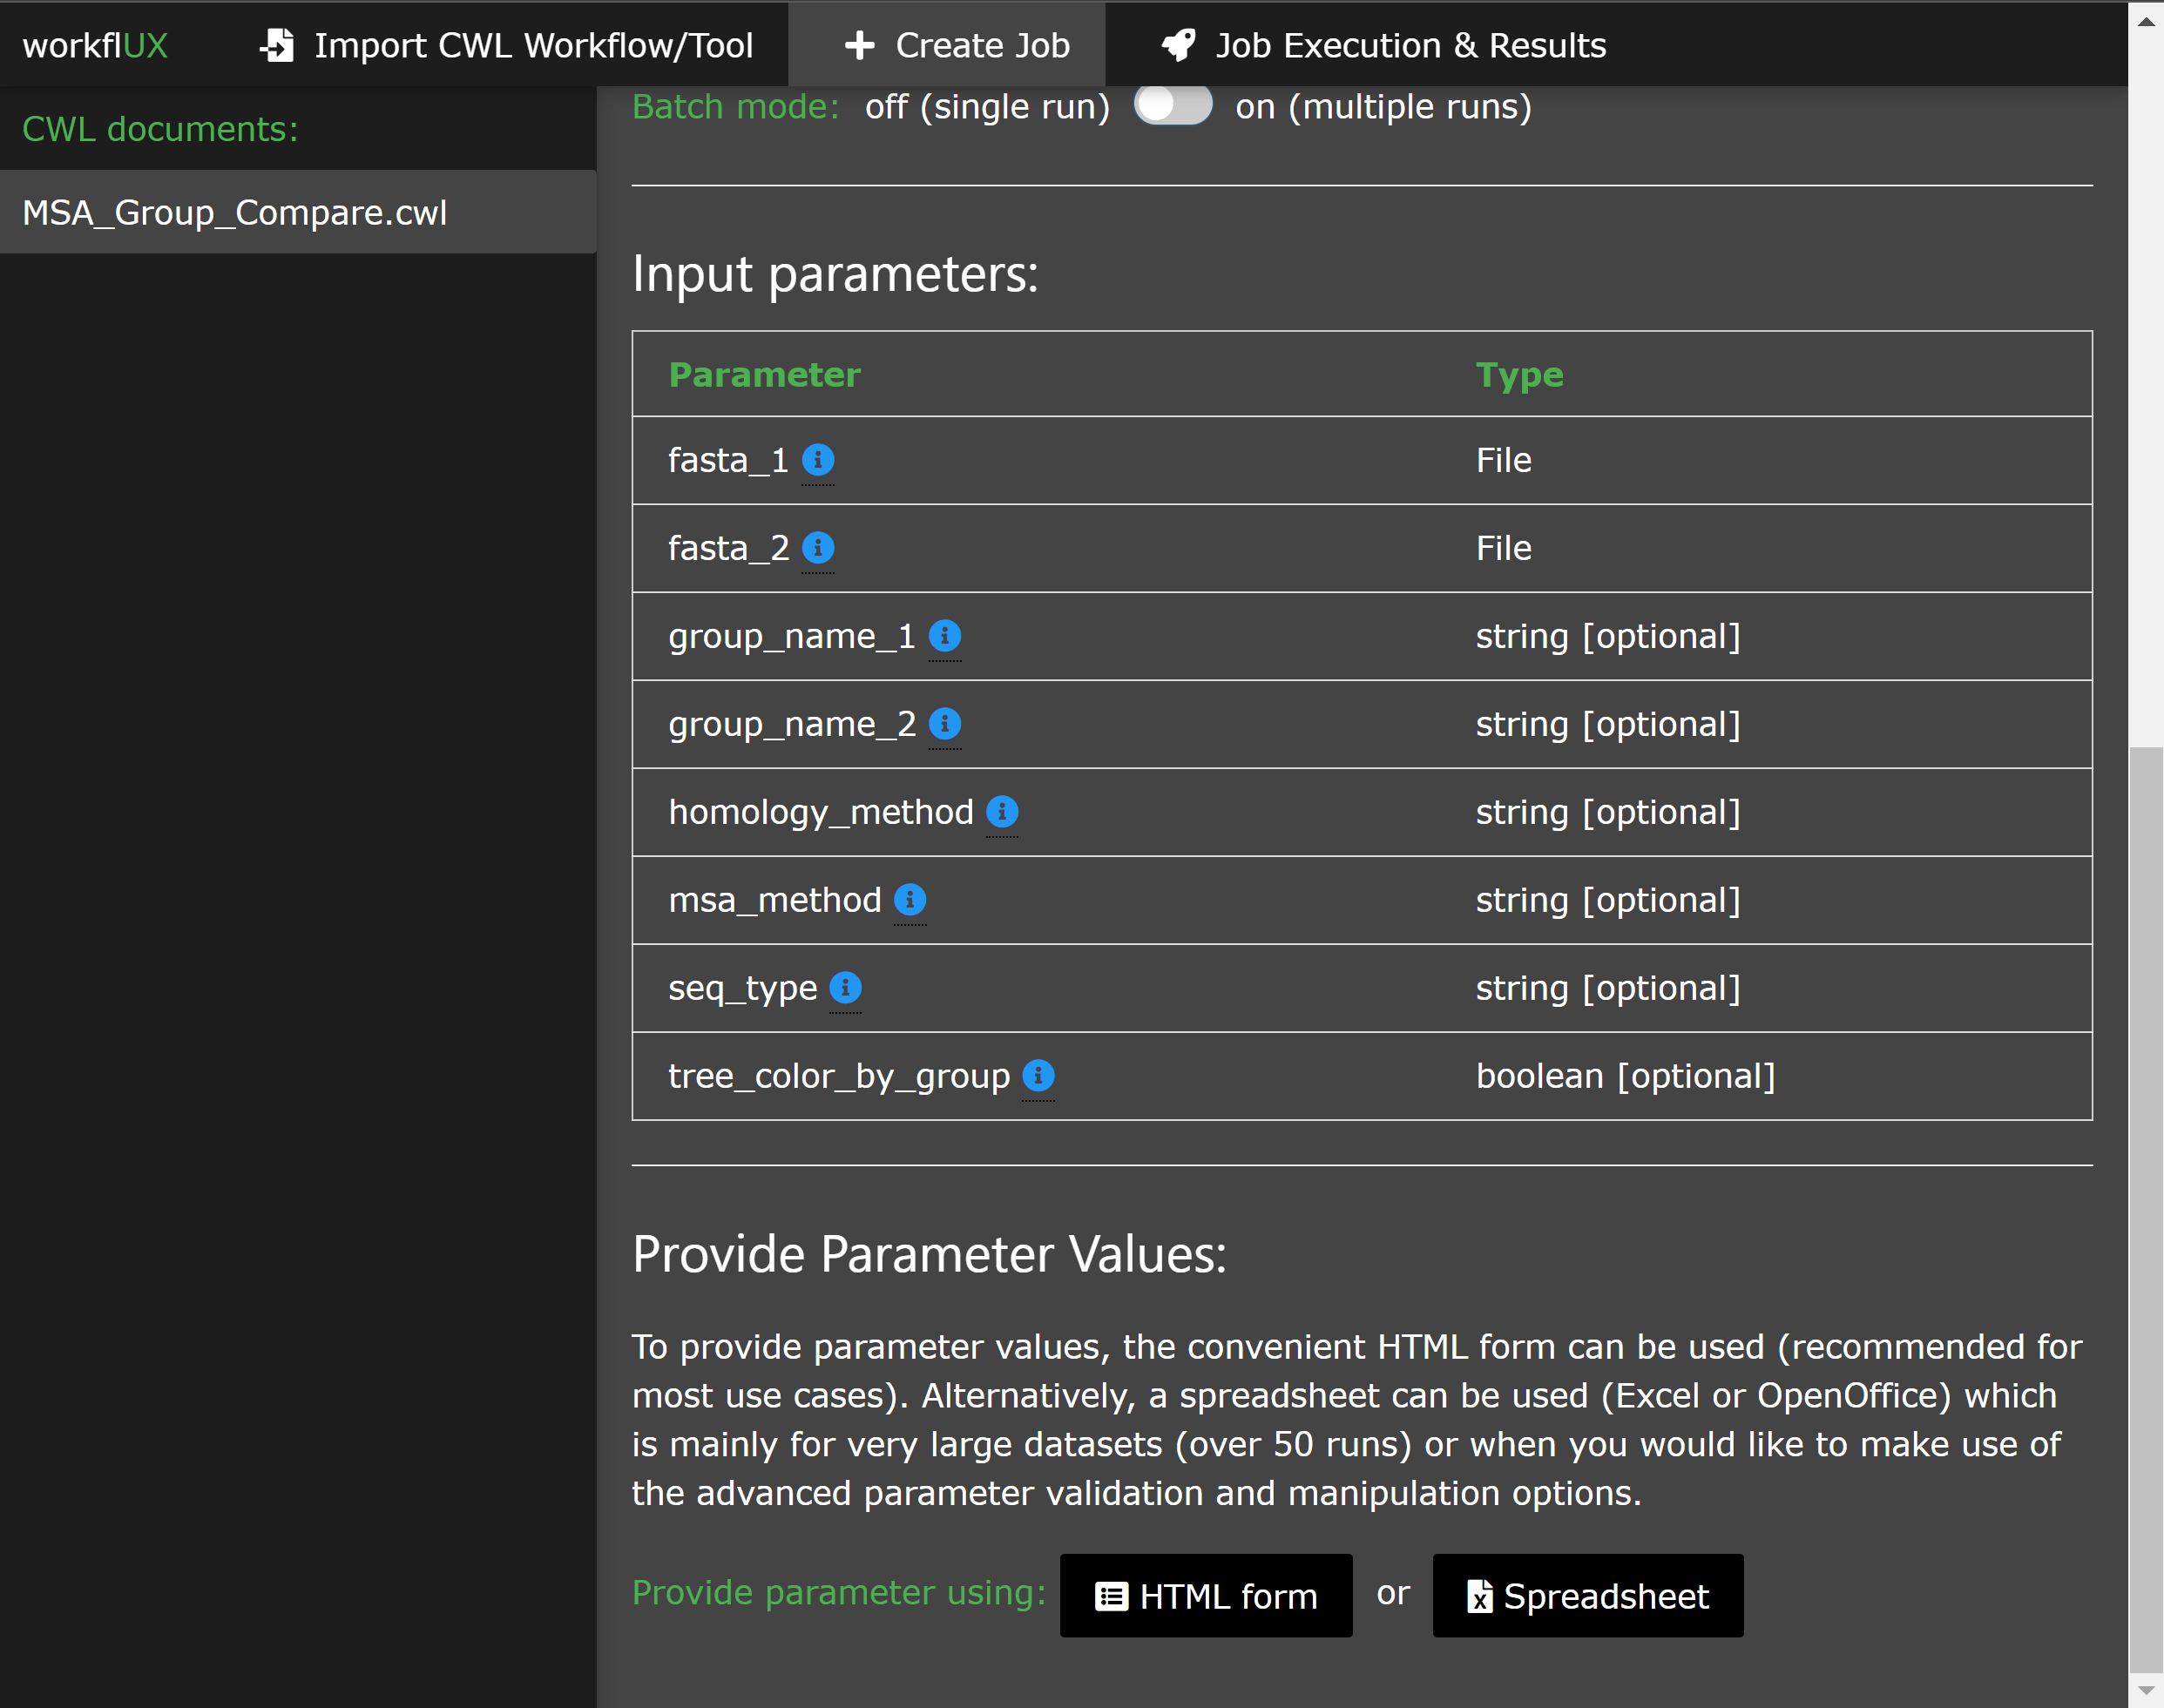 workflUX Import CWL Workflow/Tool Create Job Job Execution & Results
CWL documents:
MSA_Group_Compare.cwl
Batch mode: off (single run) on (multiple runs)
Input parameters:
Parameter Type
fasta_1 File
fasta_2 File
group_name_1 string [optional]
group_name_2 string [optional]
homology_method string [optional]
msa_method string [optional]
seq_type string [optional]
tree_color_by_group boolean [optional]
Provide Parameter Values:
To provide parameter values, the convenient HTML form can be used (recommended for
most use cases). Alternatively, a spreadsheet can be used (Excel or OpenOffice) which
is mainly for very large datasets (over 50 runs) or when you would like to make use of
the advanced parameter validation and manipulation options.
Provide parameter using: HTML form or Spreadsheet